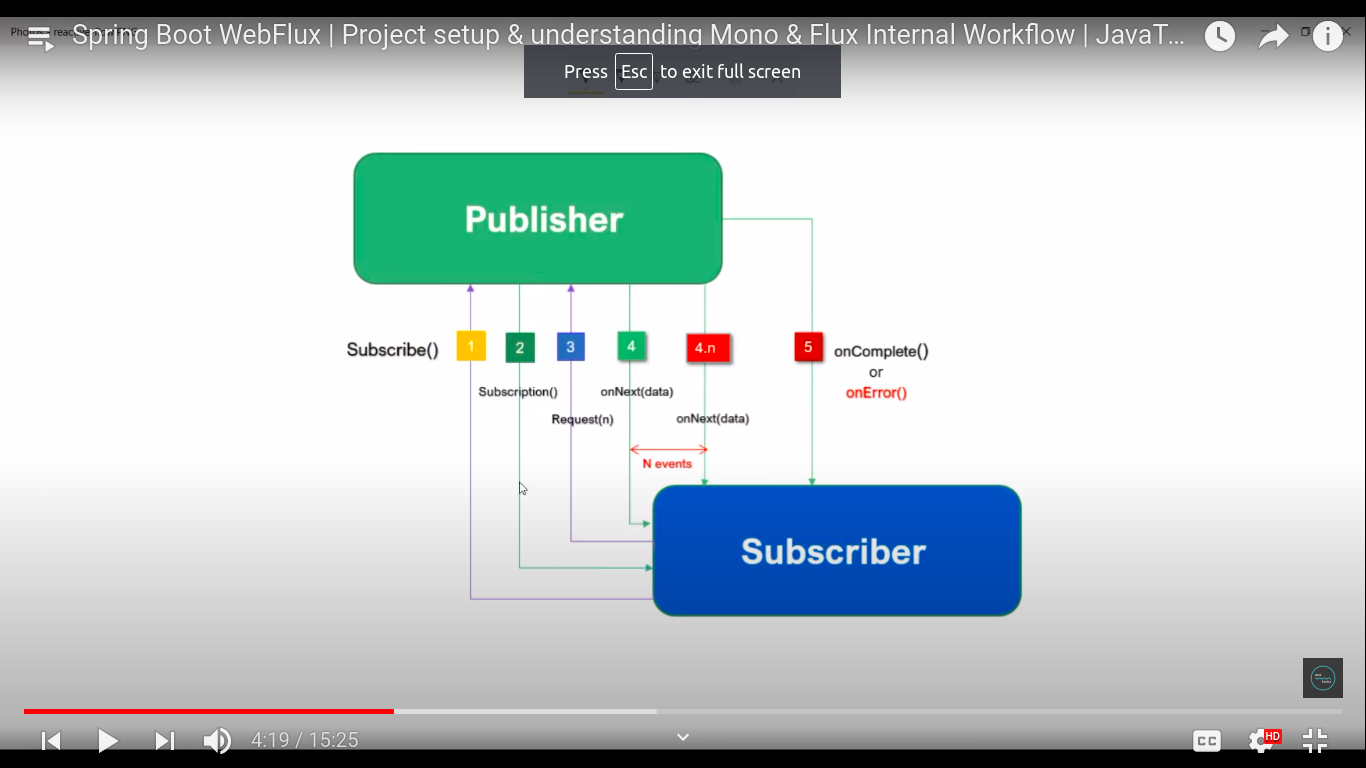 Spring Boot WebFlux | Project setup & understanding Mono & Flux Internal Workflow | JavaT...
Press Esc to exit full screen
Publisher
Subscribe()
1
2
3
4
4.n
5
onComplete()
or
onError()
Subscription()
onNext(data)
Request(n)
onNext(data)
N events
Subscriber
4:19 / 15:25
CC
HD